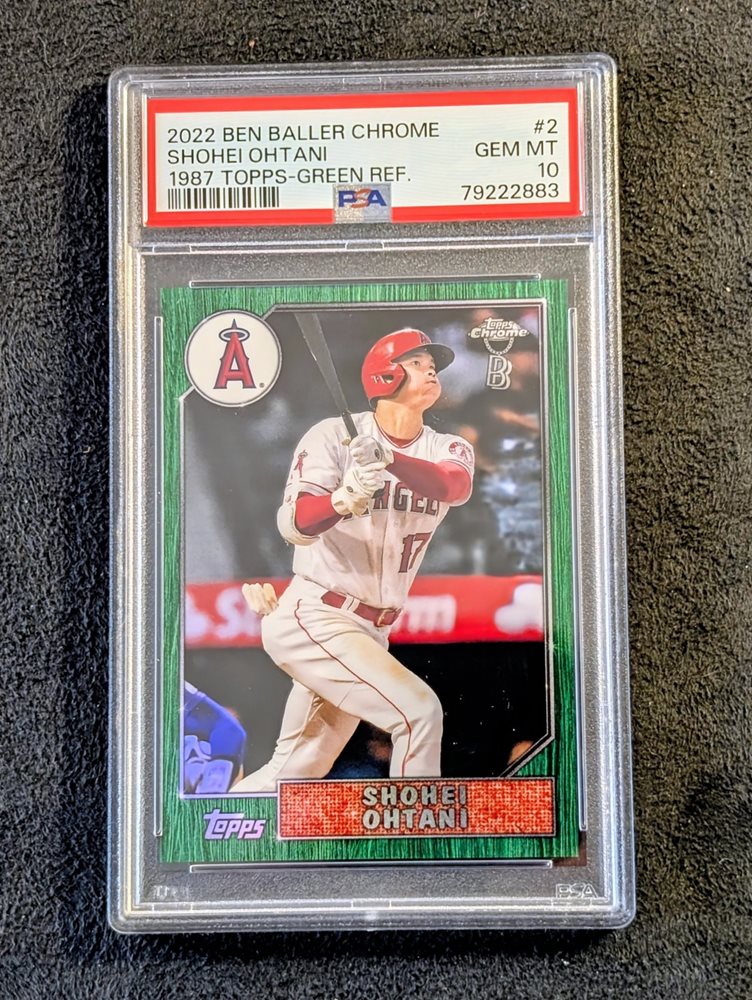 2022 BEN BALLER CHROME #2
SHOHEI OHTANI GEM MT
1987 TOPPS-GREEN REF. 10
PSA 79222883
A
Topps
Chrome
B
ANGEL
17
SHOHEI
OHTANI
TOPPS
PSA